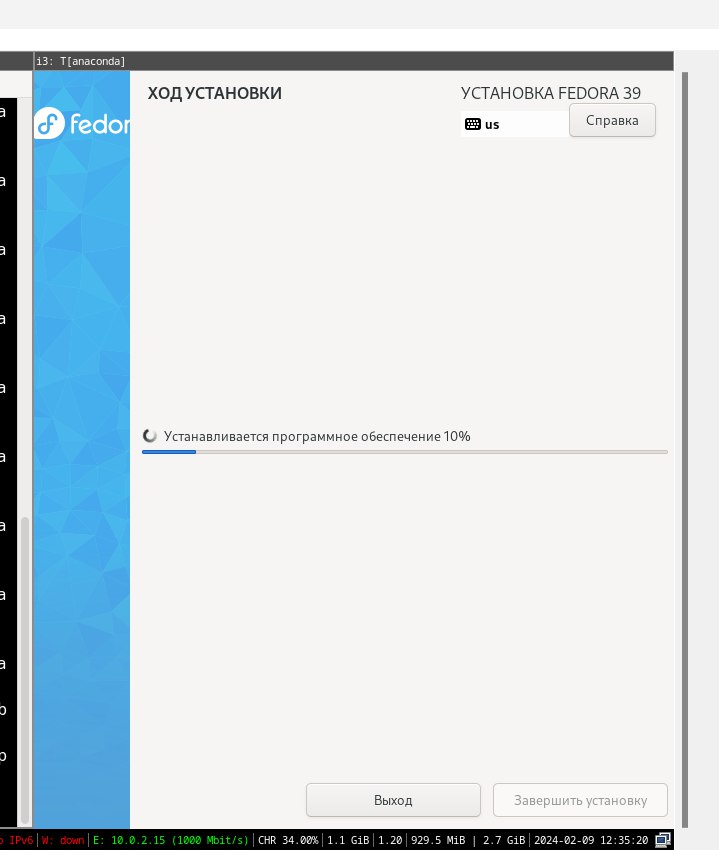 i3: T[anaconda]
ХОД УСТАНОВКИ
УСТАНОВКА FEDORA 39
us
Справка
fedor
a
a
a
a
a
a
a
a
a
b
p
Устанавливается программное обеспечение 10%
Выход
Завершить установку
o IPv6 | W: down | E: 10.0.2.15 (1000 Mbit/s) | CHR 34.00% | 1.1 GiB | 1.20 | 929.5 MiB | 2.7 GiB | 2024-02-09 12:35:20